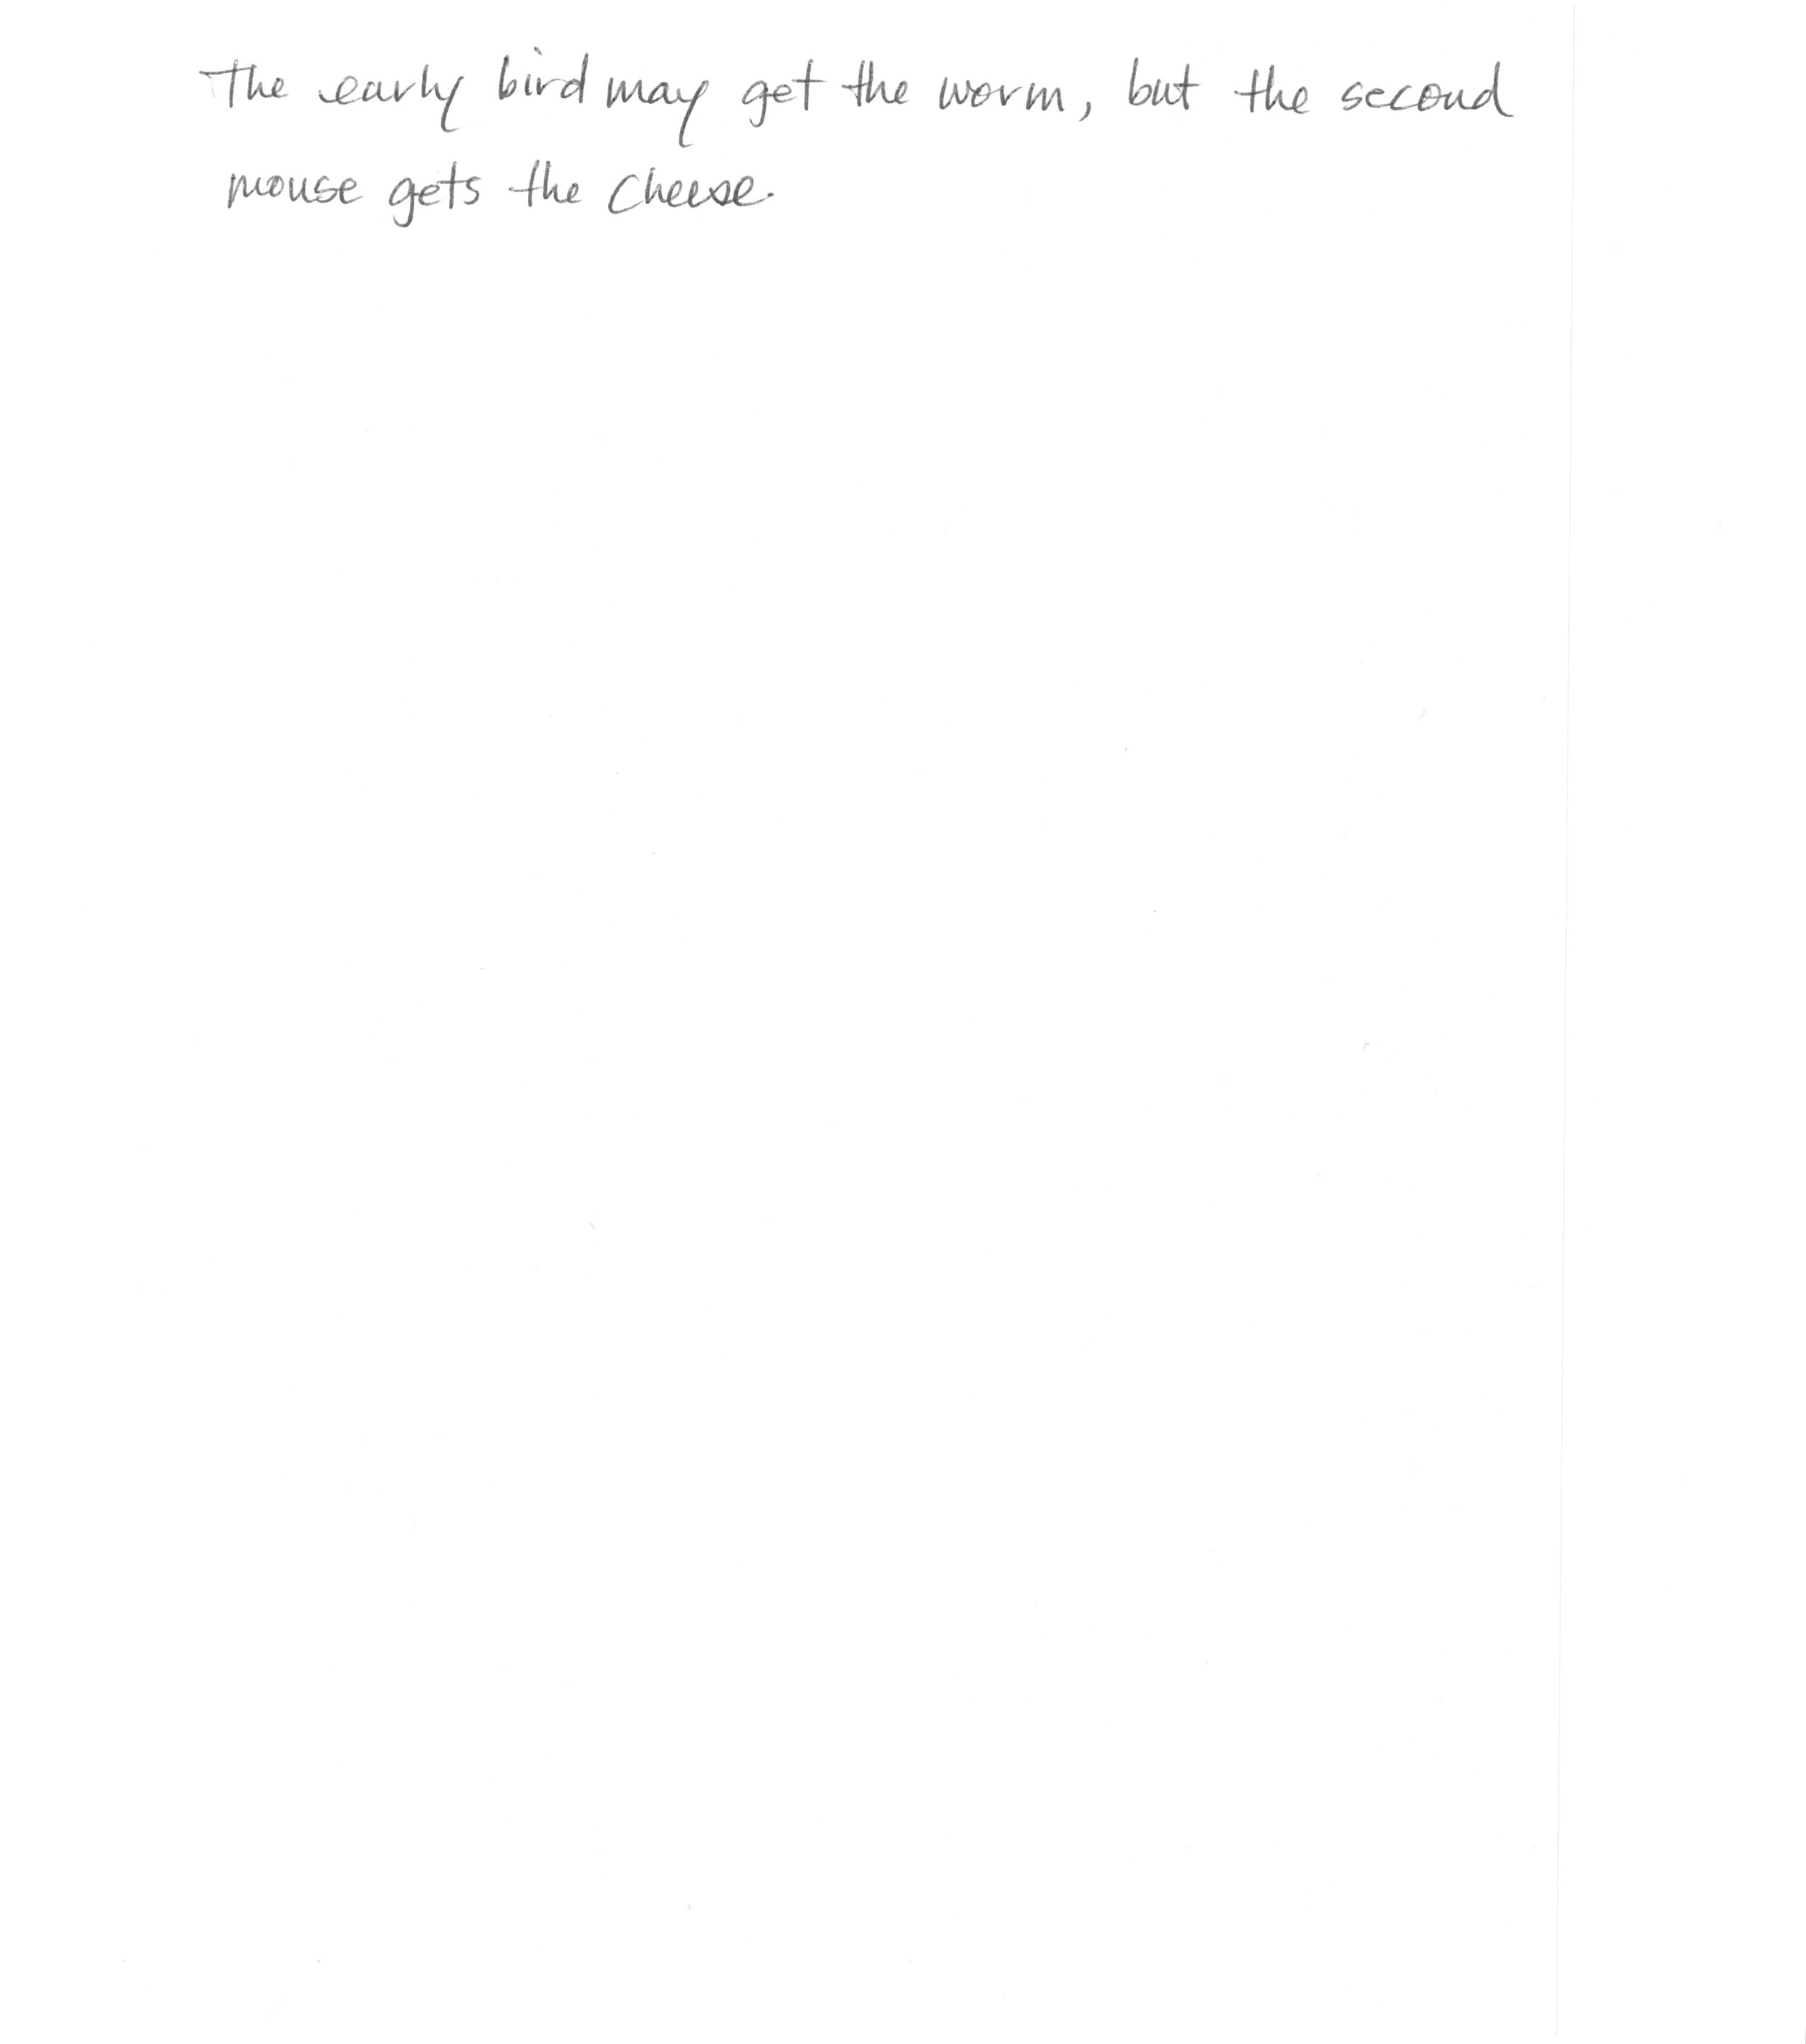 The early bird may get the worm, but the second
mouse gets the cheese.